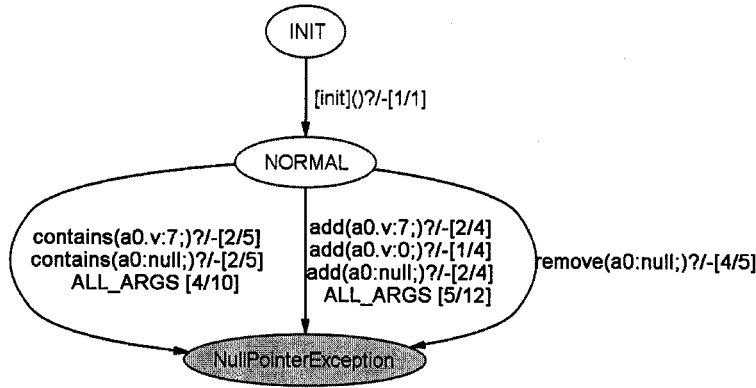 INIT
[init]()?/-[1/1]
NORMAL
contains(a0.v:7;)?/-[2/5]
contains(a0:null;)?/-[2/5]
ALL_ARGS [4/10]
add(a0.v:7;)?/-[2/4]
add(a0.v:0;)?/-[1/4]
add(a0:null;)?/-[2/4]
ALL_ARGS [5/12]
remove(a0:null;)?/-[4/5]
NullPointerException